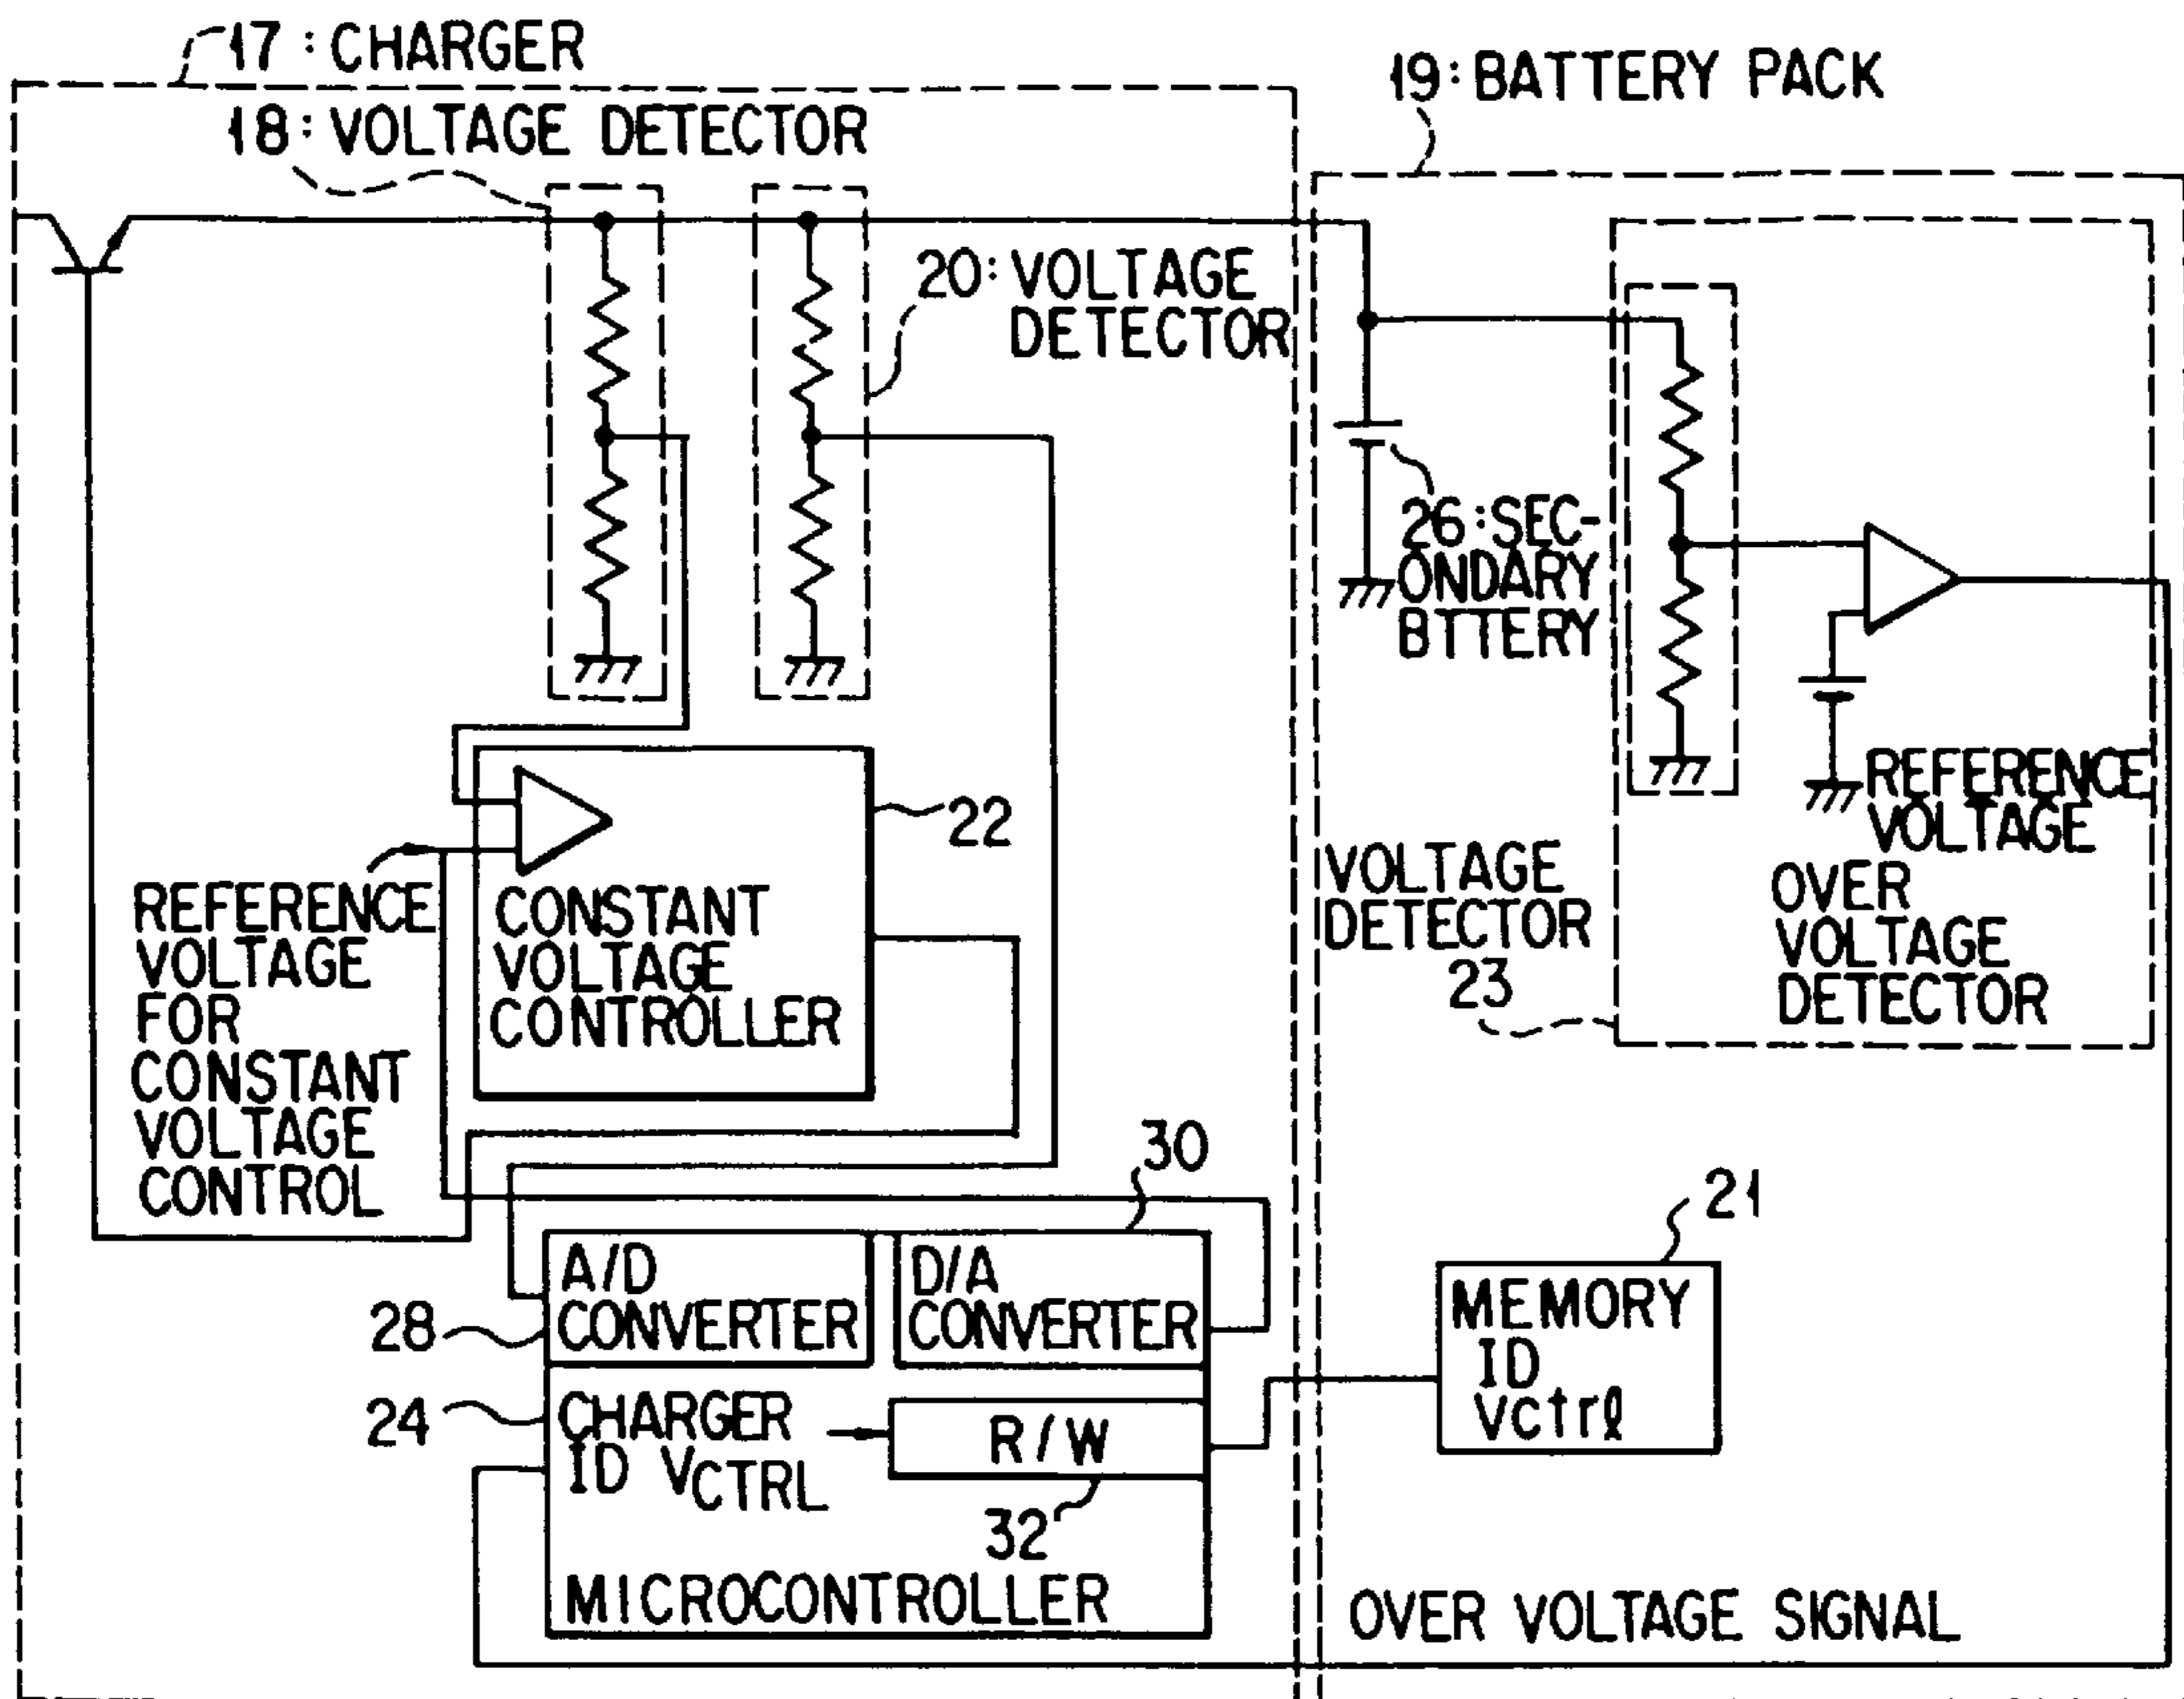 17 : CHARGER
19 : BATTERY PACK
18 : VOLTAGE DETECTOR
20 : VOLTAGE
DETECTOR
26 : SEC-
ONDARY
BTTERY
REFERENCE
VOLTAGE
22
VOLTAGE
DETECTOR
23
OVER
VOLTAGE
DETECTOR
REFERENCE
VOLTAGE
FOR
CONSTANT
VOLTAGE
CONTROL
CONSTANT
VOLTAGE
CONTROLLER
30
21
A/D
CONVERTER
D/A
CONVERTER
28
MEMORY
ID
Vctrl
24
CHARGER
ID VCTRL
R/W
32
MICROCONTROLLER
OVER VOLTAGE SIGNAL